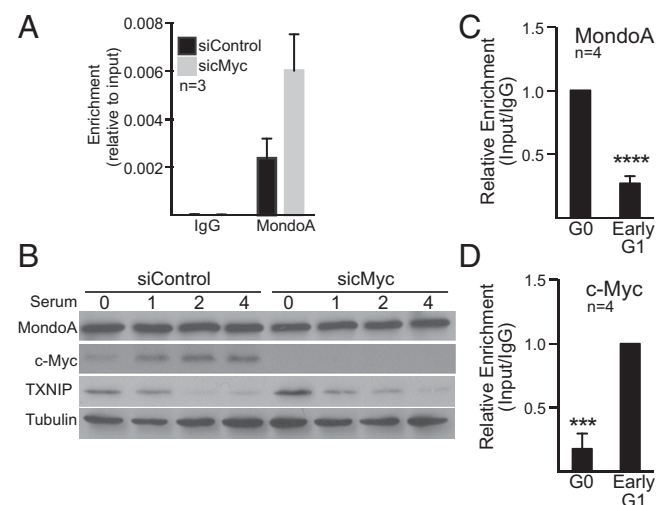 A
0.008
0.006
0.004
0.002
Enrichment
(relative to input)
siControl
sicMyc
n=3
IgG MondoA
B
siControl sicMyc
Serum 0 1 2 4 0 1 2 4
MondoA
c-Myc
TXNIP
Tubulin
C
MondoA
n=4
1.5
1.0
0.5
Relative Enrichment
(Input/IgG)
****
G0 Early
G1
D
c-Myc
n=4
1.5
1.0
0.5
Relative Enrichment
(Input/IgG)
***
G0 Early
G1